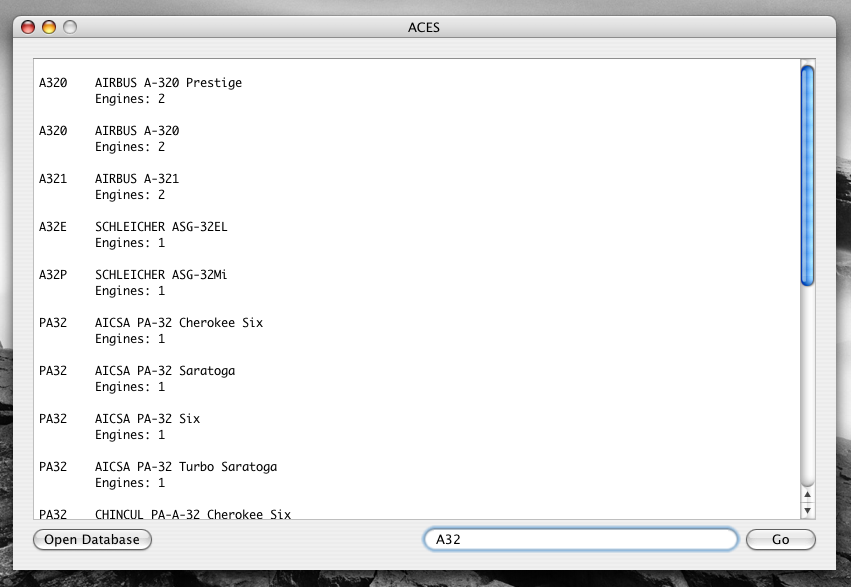 ACES
A320 AIRBUS A-320 Prestige
Engines: 2
A320 AIRBUS A-320
Engines: 2
A321 AIRBUS A-321
Engines: 2
A32E SCHLEICHER ASG-32EL
Engines: 1
A32P SCHLEICHER ASG-32Mi
Engines: 1
PA32 AICSA PA-32 Cherokee Six
Engines: 1
PA32 AICSA PA-32 Saratoga
Engines: 1
PA32 AICSA PA-32 Six
Engines: 1
PA32 AICSA PA-32 Turbo Saratoga
Engines: 1
PA32 CHINCUL PA-A-32 Cherokee Six
Open Database A32 Go